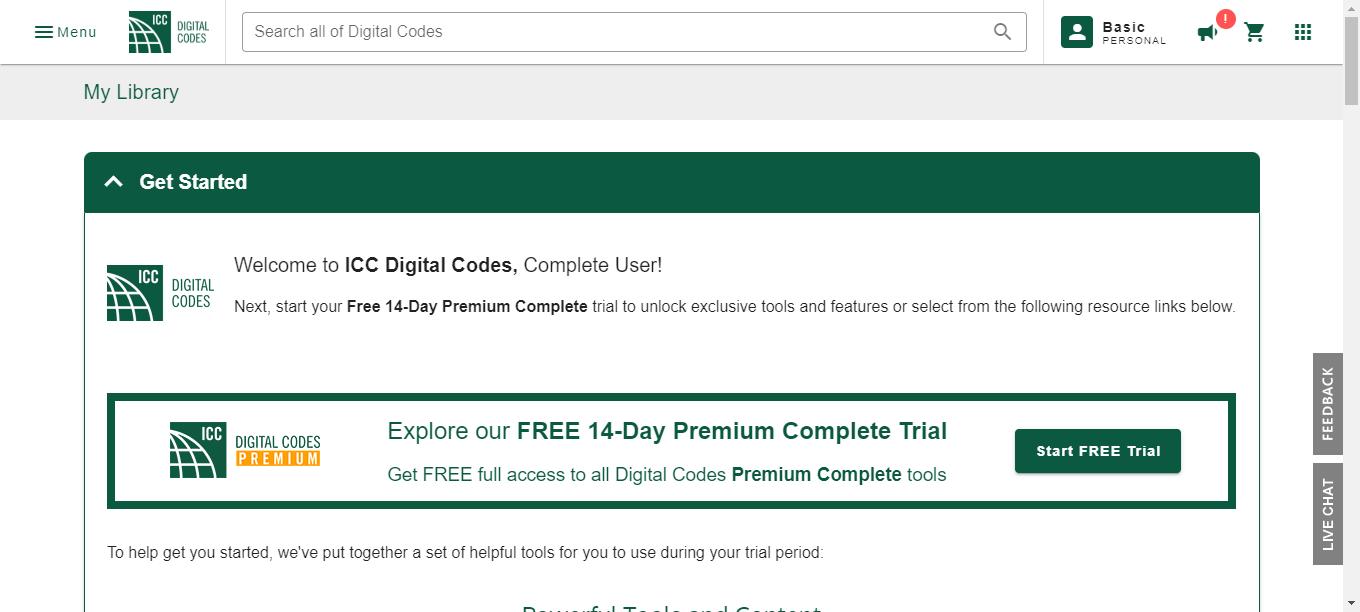 Menu
ICC DIGITAL CODES
Search all of Digital Codes
Basic
PERSONAL
!
My Library
Get Started
ICC DIGITAL CODES
Welcome to ICC Digital Codes, Complete User!
Next, start your Free 14-Day Premium Complete trial to unlock exclusive tools and features or select from the following resource links below.
ICC DIGITAL CODES
PREMIUM
Explore our FREE 14-Day Premium Complete Trial
Get FREE full access to all Digital Codes Premium Complete tools
Start FREE Trial
FEEDBACK
LIVE CHAT
To help get you started, we've put together a set of helpful tools for you to use during your trial period:
Powerful Tools and Content